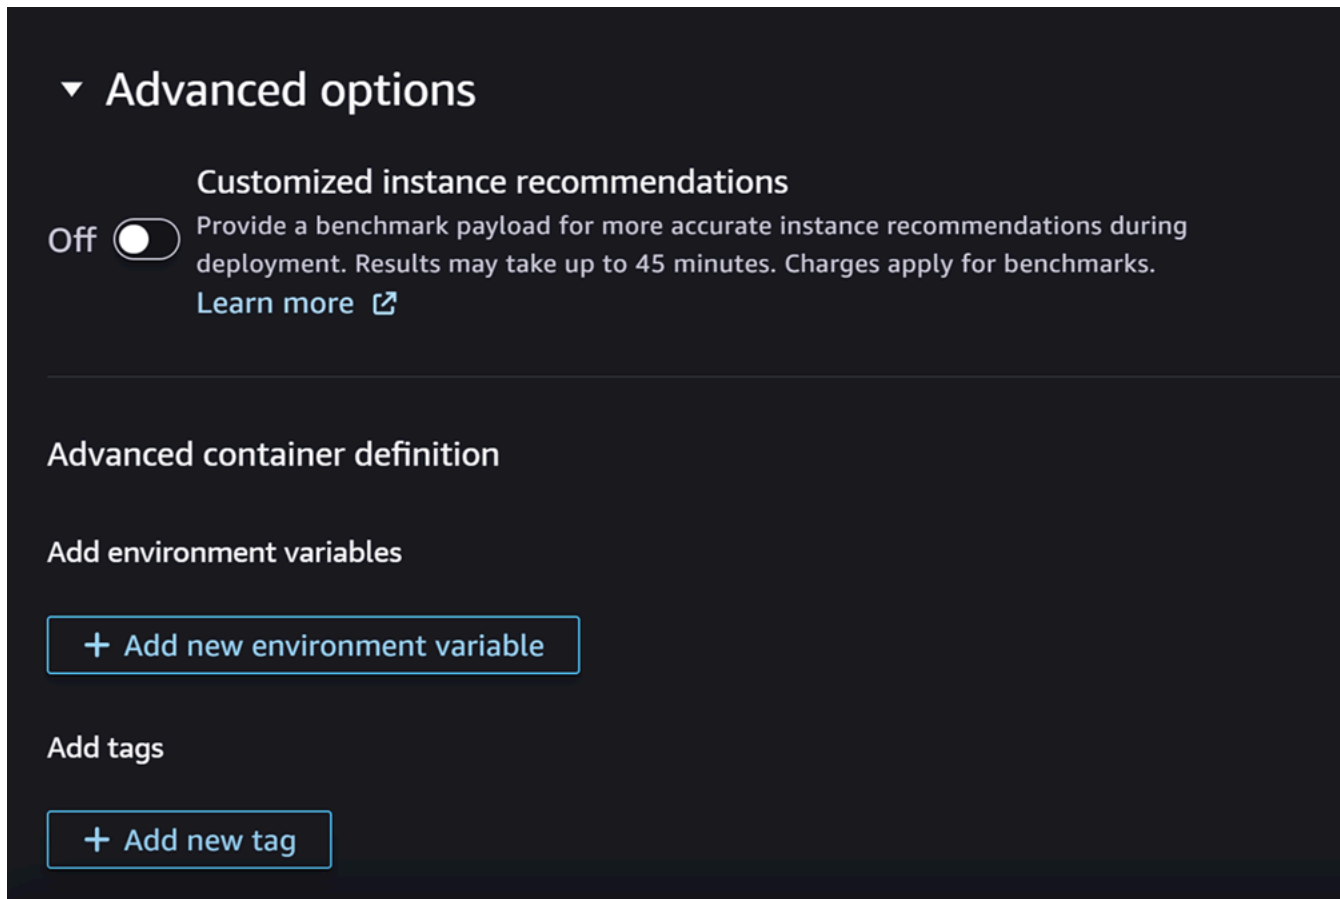 Advanced options
Customized instance recommendations
Off
Provide a benchmark payload for more accurate instance recommendations during
deployment. Results may take up to 45 minutes. Charges apply for benchmarks.
Learn more
Advanced container definition
Add environment variables
+ Add new environment variable
Add tags
+ Add new tag